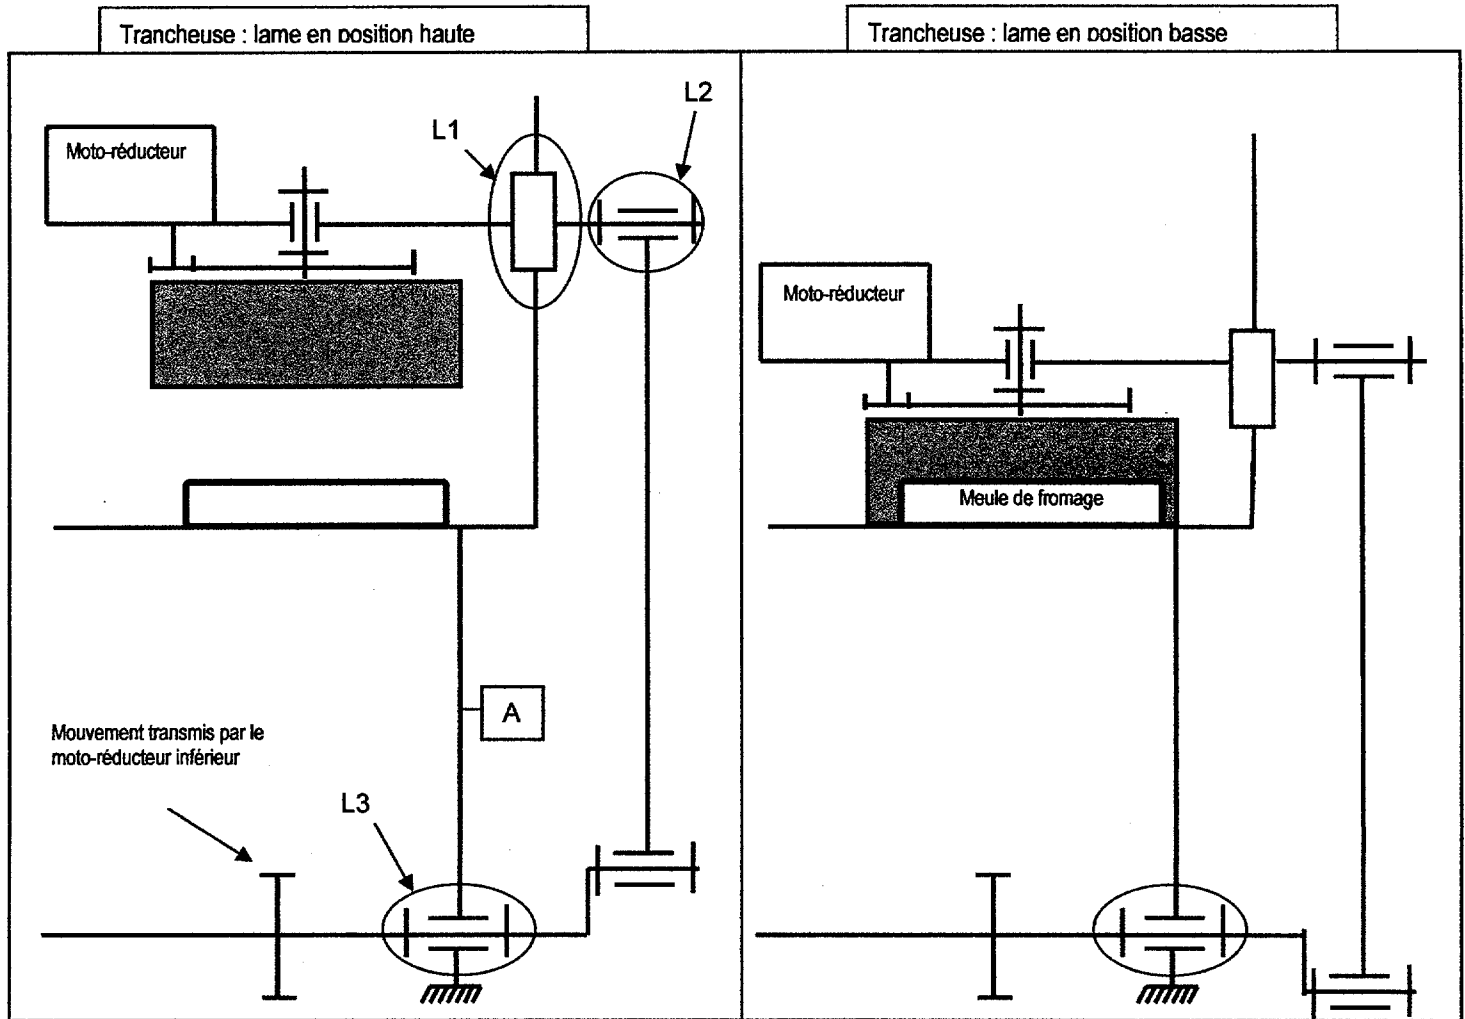 Trancheuse : lame en position haute
Trancheuse : lame en position basse
L2
L1
Moto-réducteur
Moto-réducteur
Meule de fromage
A
Mouvement transmis par le
moto-réducteur inférieur
L3